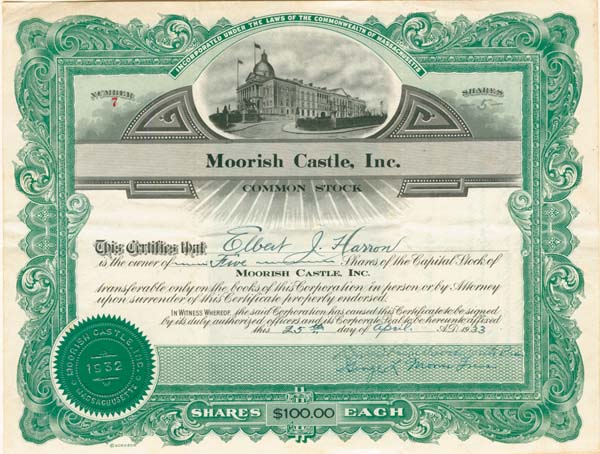 INCORPORATED UNDER THE LAWS OF THE COMMONWEALTH OF MASSACHUSETTS
NUMBER
7
SHARES
5
Moorish Castle, Inc.
COMMON STOCK
This Certifies that Elbert J. Harron
is the owner of Five Shares of the Capital Stock of
MOORISH CASTLE, INC.
transferable only on the books of this Corporation in person or by Attorney
upon surrender of this Certificate properly endorsed.
IN WITNESS WHEREOF, the said Corporation has caused this Certificate to be signed
by its duly authorized officers and its Corporate Seal to be hereunto affixed
this 25th day of April A.D. 1933
MOORISH CASTLE, INC.
1932
MASSACHUSETTS
SHARES $100.00 EACH